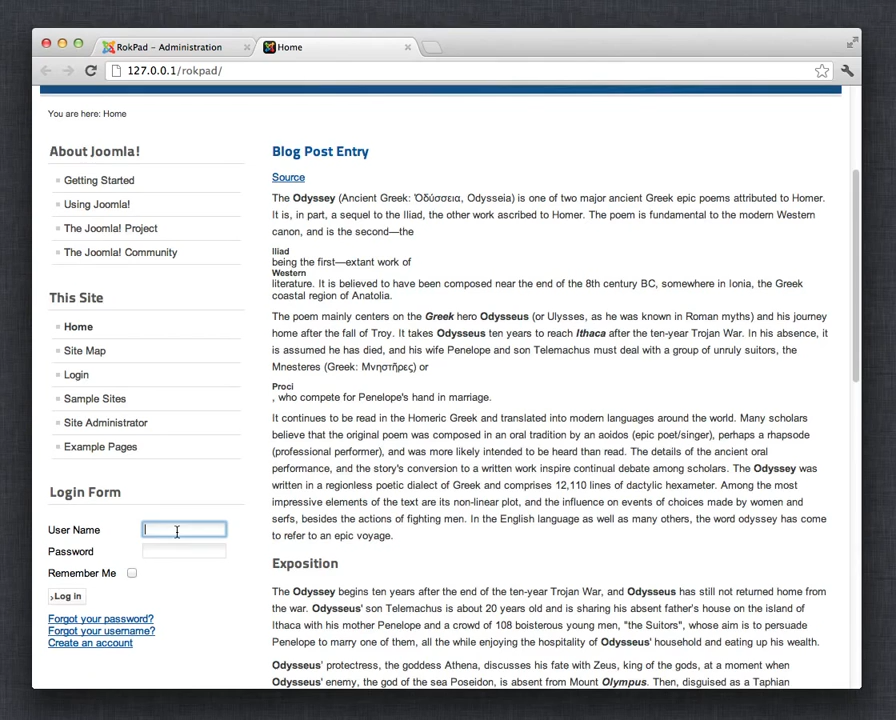 RokPad – Administration
Home
127.0.0.1/rokpad/
You are here: Home
About Joomla!
Getting Started
Using Joomla!
The Joomla! Project
The Joomla! Community
This Site
Home
Site Map
Login
Sample Sites
Site Administrator
Example Pages
Login Form
User Name
Password
Remember Me
Log in
Forgot your password?
Forgot your username?
Create an account
Blog Post Entry
Source
The Odyssey (Ancient Greek: Ὀδύσσεια, Odysseia) is one of two major ancient Greek epic poems attributed to Homer.
It is, in part, a sequel to the Iliad, the other work ascribed to Homer. The poem is fundamental to the modern Western
canon, and is the second—the
Iliad
being the first—extant work of
Western
literature. It is believed to have been composed near the end of the 8th century BC, somewhere in Ionia, the Greek
coastal region of Anatolia.
The poem mainly centers on the Greek hero Odysseus (or Ulysses, as he was known in Roman myths) and his journey
home after the fall of Troy. It takes Odysseus ten years to reach Ithaca after the ten-year Trojan War. In his absence, it
is assumed he has died, and his wife Penelope and son Telemachus must deal with a group of unruly suitors, the
Mnesteres (Greek: Μνηστῆρες) or
Proci
, who compete for Penelope's hand in marriage.
It continues to be read in the Homeric Greek and translated into modern languages around the world. Many scholars
believe that the original poem was composed in an oral tradition by an aoidos (epic poet/singer), perhaps a rhapsode
(professional performer), and was more likely intended to be heard than read. The details of the ancient oral
performance, and the story's conversion to a written work inspire continual debate among scholars. The Odyssey was
written in a regionless poetic dialect of Greek and comprises 12,110 lines of dactylic hexameter. Among the most
impressive elements of the text are its non-linear plot, and the influence on events of choices made by women and
serfs, besides the actions of fighting men. In the English language as well as many others, the word odyssey has come
to refer to an epic voyage.
Exposition
The Odyssey begins ten years after the end of the ten-year Trojan War, and Odysseus has still not returned home from
the war. Odysseus' son Telemachus is about 20 years old and is sharing his absent father's house on the island of
Ithaca with his mother Penelope and a crowd of 108 boisterous young men, "the Suitors", whose aim is to persuade
Penelope to marry one of them, all the while enjoying the hospitality of Odysseus' household and eating up his wealth.
Odysseus' protectress, the goddess Athena, discusses his fate with Zeus, king of the gods, at a moment when
Odysseus' enemy, the god of the sea Poseidon, is absent from Mount Olympus. Then, disguised as a Taphian